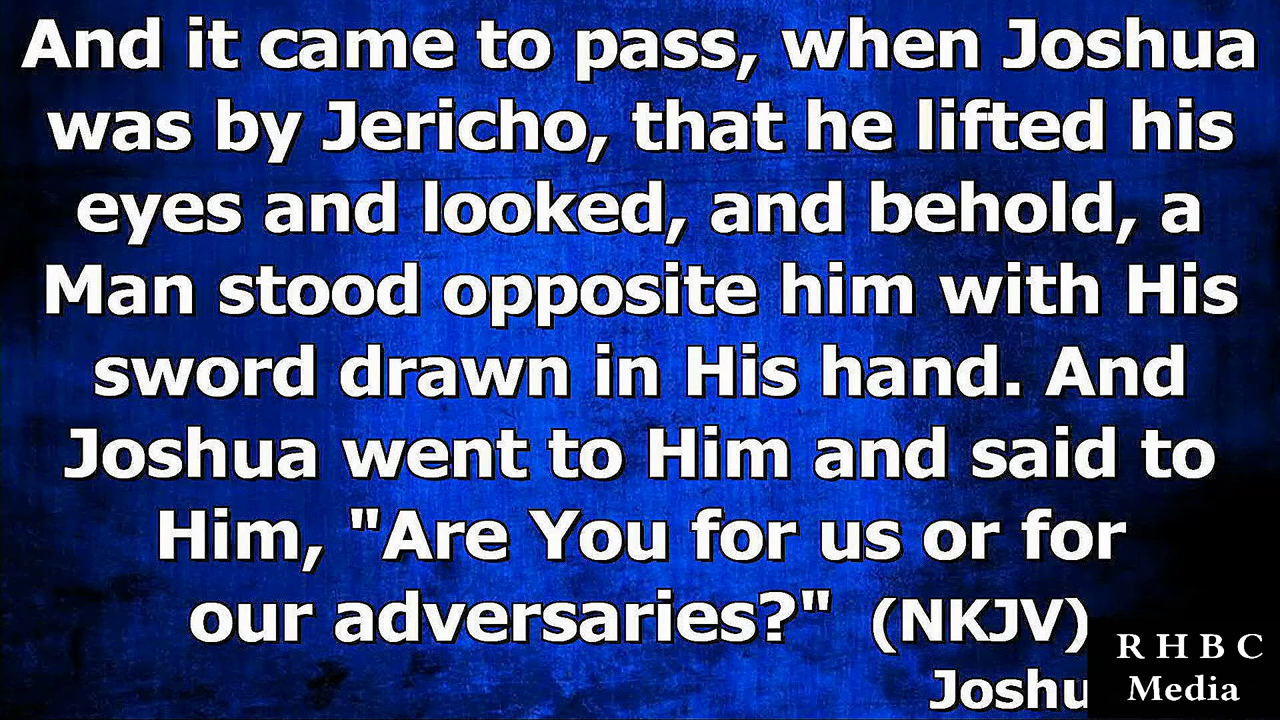 And it came to pass, when Joshua
was by Jericho, that he lifted his
eyes and looked, and behold, a
Man stood opposite him with His
sword drawn in His hand. And
Joshua went to Him and said to
Him, "Are You for us or for
our adversaries?" (NKJV)
Joshu
R H B C
Media